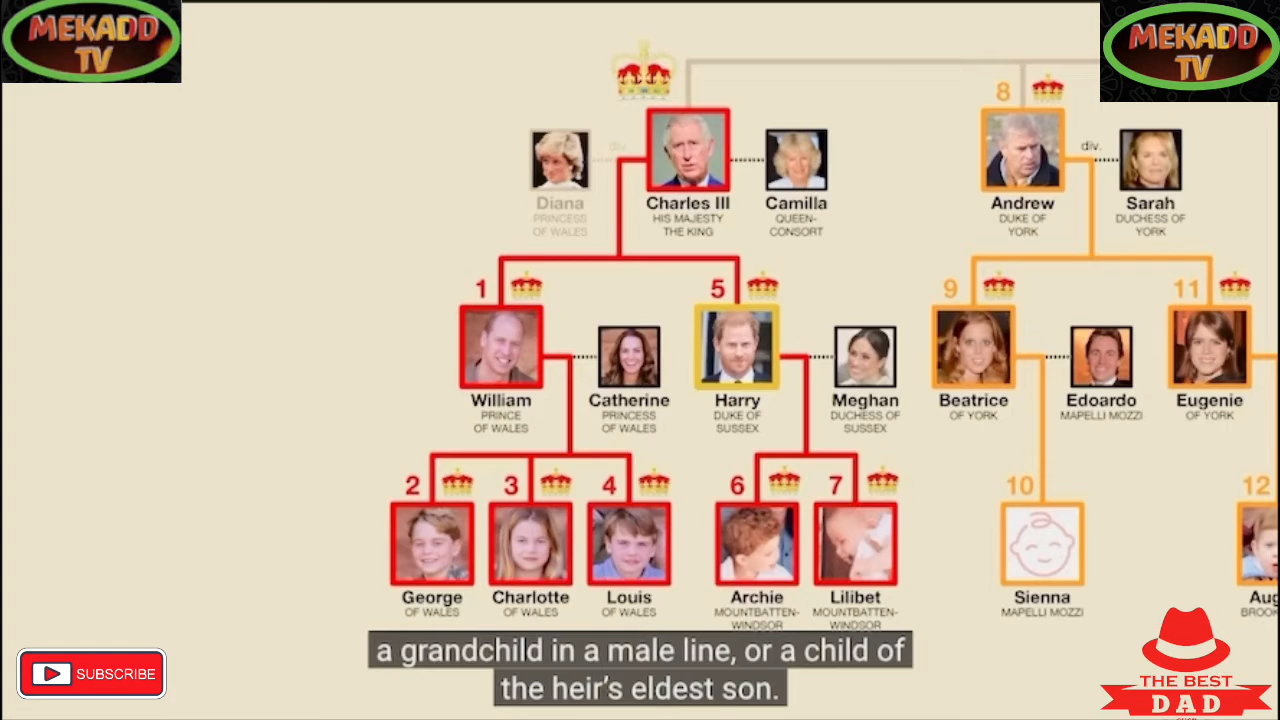 MEKADD
TV
MEKADD
TV
8
div.
div.
Diana
PRINCESS
OF WALES
Charles III
HIS MAJESTY
THE KING
Camilla
QUEEN-
CONSORT
Andrew
DUKE OF
YORK
Sarah
DUCHESS OF
YORK
1
5
9
11
William
PRINCE
OF WALES
Catherine
PRINCESS
OF WALES
Harry
DUKE OF
SUSSEX
Meghan
DUCHESS OF
SUSSEX
Beatrice
OF YORK
Edoardo
MAPELLI MOZZI
Eugenie
OF YORK
2
3
4
6
7
10
12
George
OF WALES
Charlotte
OF WALES
Louis
OF WALES
Archie
MOUNTBATTEN-
WINDSOR
Lilibet
MOUNTBATTEN-
WINDSOR
Sienna
MAPELLI MOZZI
Aug
BROOK
a grandchild in a male line, or a child of
the heir's eldest son.
SUBSCRIBE
THE BEST
DAD